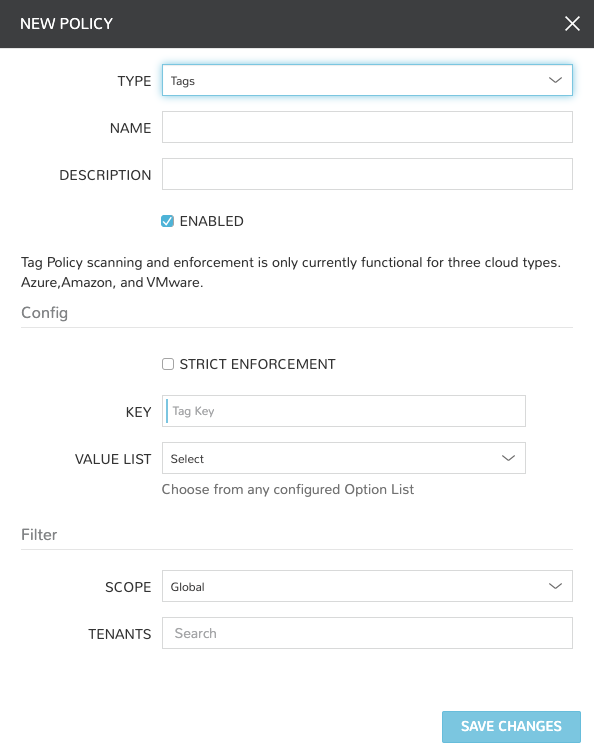 NEW POLICY
TYPE Tags
NAME
DESCRIPTION
ENABLED
Tag Policy scanning and enforcement is only currently functional for three cloud types.
Azure,Amazon, and VMware.
Config
STRICT ENFORCEMENT
KEY Tag Key
VALUE LIST Select
Choose from any configured Option List
Filter
SCOPE Global
TENANTS Search
SAVE CHANGES